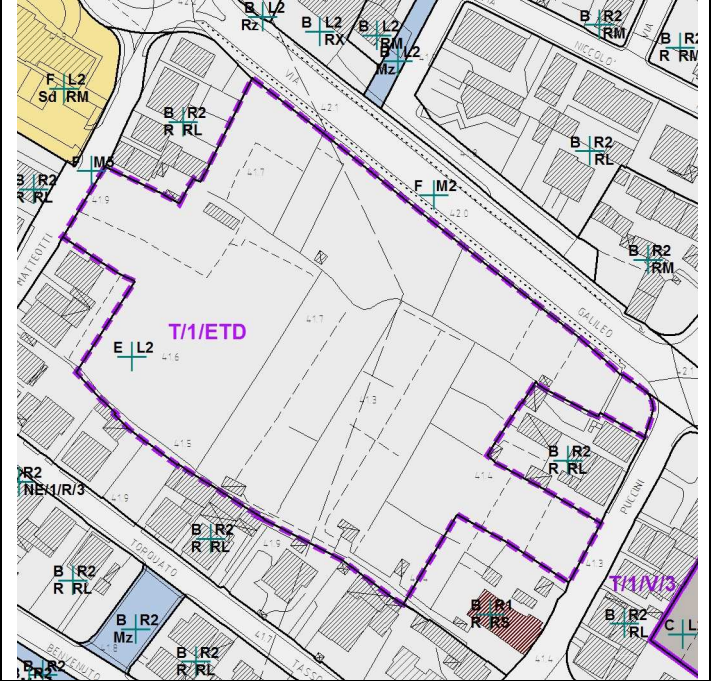 B L2
Rz
B L2
RX
B L2
RM
B L2
Mz
B R2
RM
B R2
R RM
VIA
NICCOLO'
VIA
F L2
Sd RM
B R2
R RL
421
B R2
RL
F M3
B R2
R RL
419
417
F M2
420
B R2
RM
MATTEOTTI
GALILEO
T/1/ETD
417
E L2
416
413
421
415
414
B R2
R RL
R2
NE/1/R/3
419
PUCCINI
B R2
R RL
419
TORQUATO
413
B R2
R RL
T/1/V/3
B R1
R RS
B R2
Mz
B R2
RL
C L
418
417
BENVENUTO
B R2
R RL
TASSO
414
B R2